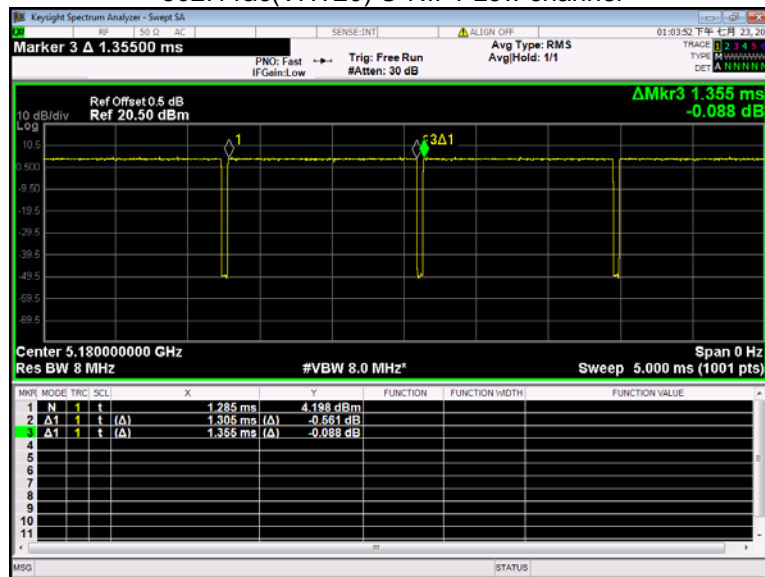 Keysight Spectrum Analyzer - Swept SA
RF 50 Ω AC SENSE:INT ALIGN OFF 01:03:52 下午 七月 23, 20
Marker 3 Δ 1.35500 ms
PNO: Fast
IFGain:Low
Trig: Free Run
#Atten: 30 dB
Avg Type: RMS
Avg|Hold: 1/1
TRACE 1 2 3 4 5 6
TYPE M W W W W W
DET A N N N N N
ΔMkr3 1.355 ms
-0.088 dB
Ref Offset 0.5 dB
10 dB/div Ref 20.50 dBm
Log
1
3Δ1
10.5
0.500
-9.50
-19.5
-29.5
-39.5
-49.5
-59.5
-69.5
Center 5.180000000 GHz Span 0 Hz
Res BW 8 MHz #VBW 8.0 MHz* Sweep 5.000 ms (1001 pts)
MKR MODE TRC SCL X Y FUNCTION FUNCTION WIDTH FUNCTION VALUE
1 N 1 t 1.285 ms 4.198 dBm
2 Δ1 1 t (Δ) 1.305 ms (Δ) -0.561 dB
3 Δ1 1 t (Δ) 1.355 ms (Δ) -0.088 dB
4
5
6
7
8
9
10
11
MSG STATUS